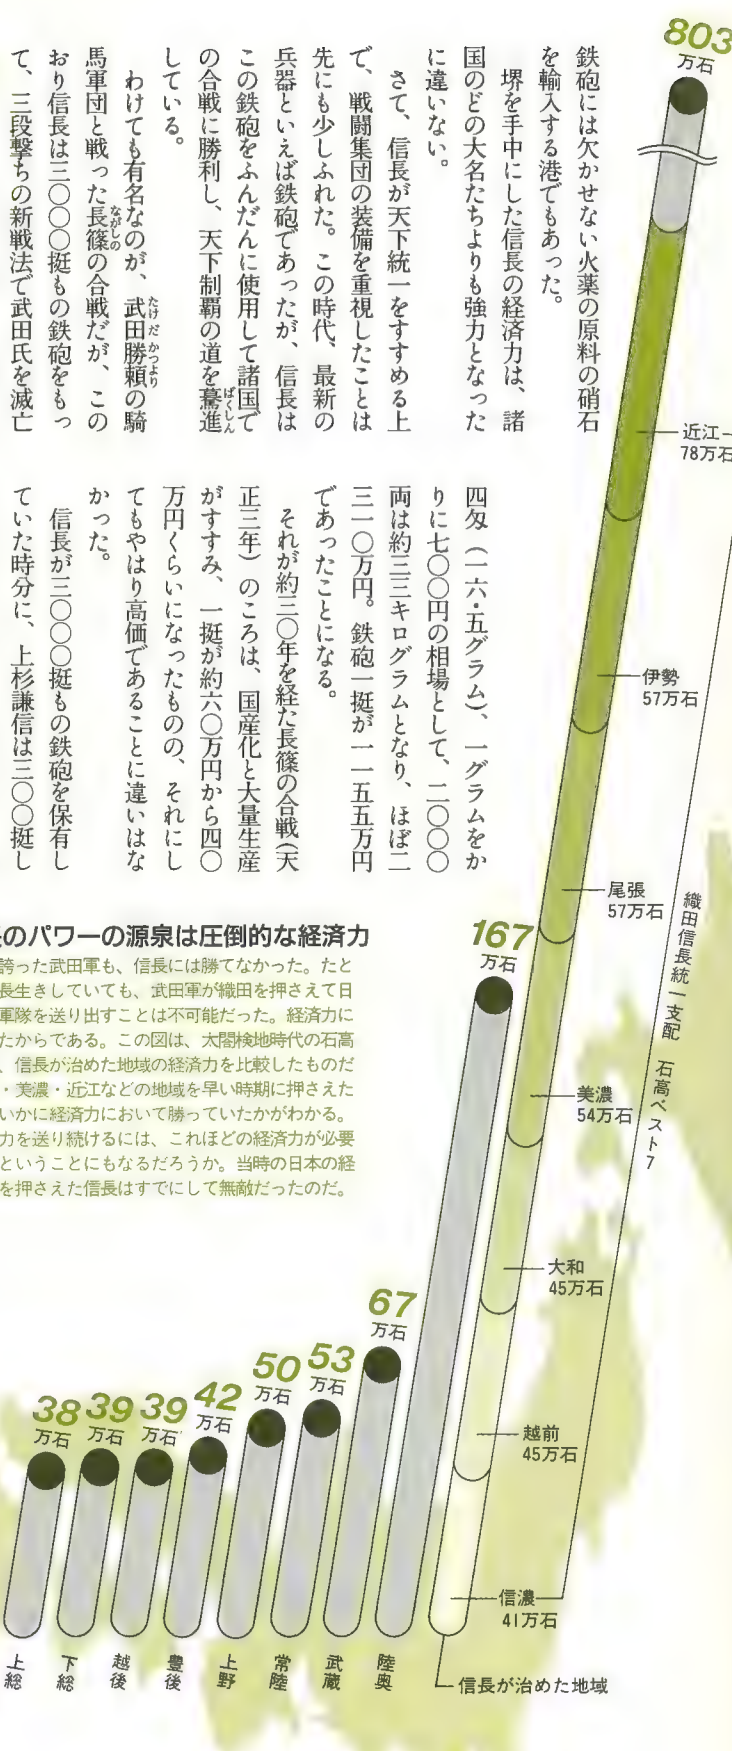 鉄砲には欠かせない火薬の原料の硝石
を輸入する港でもあった。
堺を手中にした信長の経済力は、諸
国のどの大名たちよりも強力となった
に違いない。
さて、信長が天下統一をすすめる上
で、戦闘集団の装備を重視したことは
先にも少しふれた。この時代、最新の
兵器といえば鉄砲であったが、信長は
この鉄砲をふんだんに使用して諸国で
の合戦に勝利し、天下制覇の道を驀進
ばくしん
している。
わけても有名なのが、武田勝頼の騎
たけだかつより
馬軍団と戦った長篠の合戦だが、この
ながしの
おり信長は三〇〇〇挺もの鉄砲をもっ
て、三段撃ちの新戦法で武田氏を滅亡
四匁（一六・五グラム）、一グラムをか
りに七〇〇円の相場として、二〇〇〇
両は約三三キログラムとなり、ほぼ二
三一〇万円。鉄砲一挺が一一五五万円
であったことになる。
それが約三〇年を経た長篠の合戦（天
正三年）のころは、国産化と大量生産
がすすみ、一挺が約六〇万円から四〇
万円くらいになったものの、それにし
てもやはり高価であることに違いはな
かった。
信長が三〇〇〇挺もの鉄砲を保有し
ていた時分に、上杉謙信は三〇〇挺し
のパワーの源泉は圧倒的な経済力
誇った武田軍も、信長には勝てなかった。たと
長生きしていても、武田軍が織田を押さえて日
軍隊を送り出すことは不可能だった。経済力に
たからである。この図は、太閤検地時代の石高
、信長が治めた地域の経済力を比較したものだ
・美濃・近江などの地域を早い時期に押さえた
いかに経済力において勝っていたかがわかる。
力を送り続けるには、これほどの経済力が必要
ということにもなるだろうか。当時の日本の経
を押さえた信長はすでにして無敵だったのだ。
803
万石
近江
78万石
伊勢
57万石
尾張
57万石
美濃
54万石
大和
45万石
越前
45万石
信濃
41万石
織田信長統一支配 石高ベスト7
信長が治めた地域
167
万石
陸奥
67
万石
武蔵
53
万石
常陸
50
万石
上野
42
万石
豊後
39
万石
越後
39
万石
下総
38
万石
上総